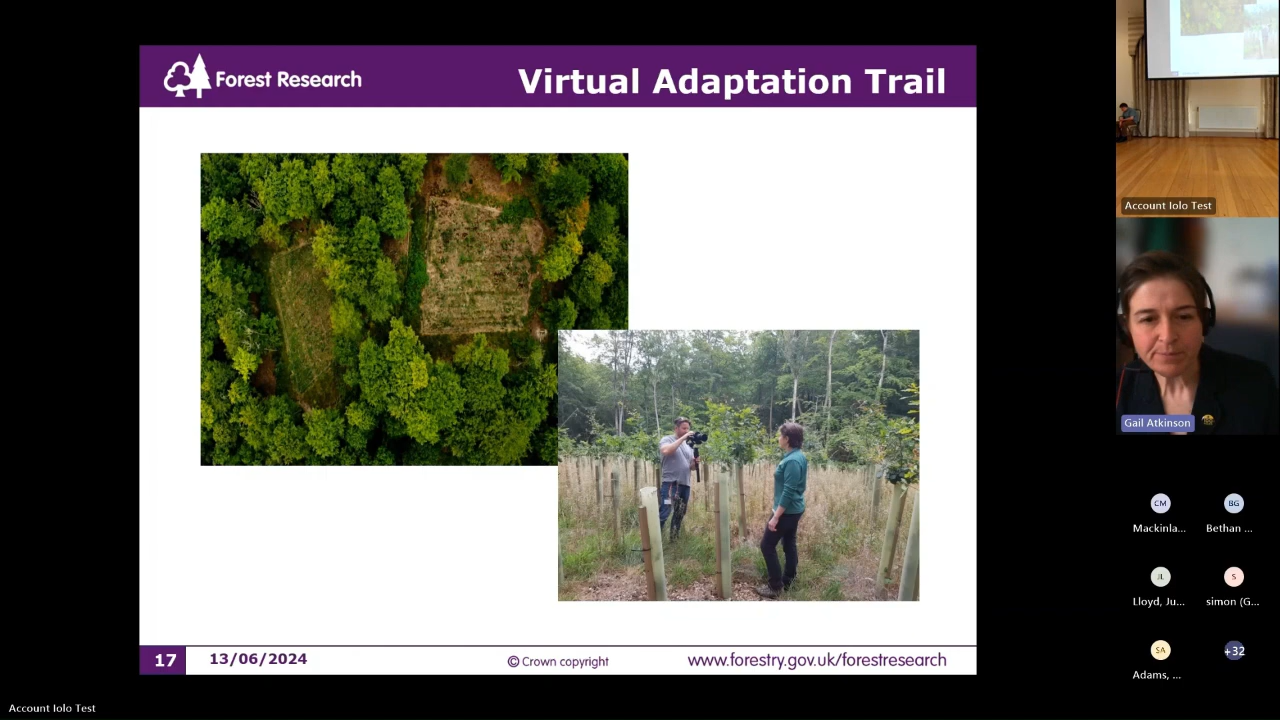 Forest Research
Virtual Adaptation Trail
17
13/06/2024
© Crown copyright
www.forestry.gov.uk/forestresearch
Account Iolo Test
Gail Atkinson
CM
BG
Mackinla...
Bethan ...
JL
S
Lloyd, Ju...
simon (G...
SA
+32
Adams, ...
Account Iolo Test